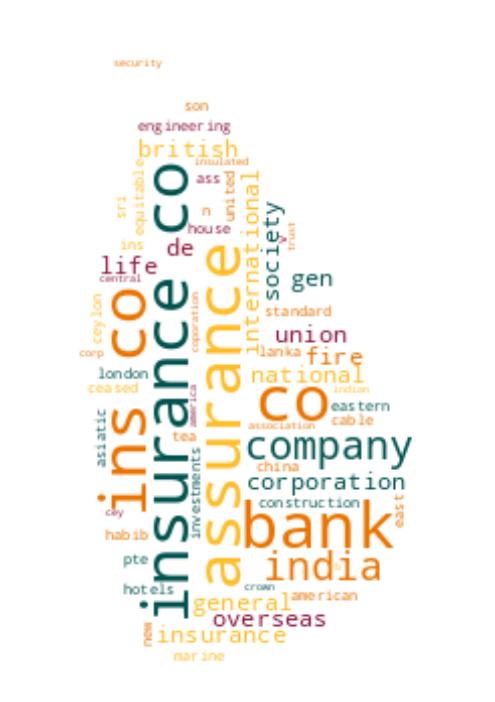 security
son
engineering
british
insulated
equitable
ass
united
sri
insurance co
n
international
house
society
trust
ins
de
life
central
assurance
gen
ins co
ceylon
coporation
standard
union
corp
lanka
fire
london
national
ceased
america
indian
co
eastern
association
cable
asiatic
tea
company
china
investments
corporation
construction
east
cey
bank
habib
pte
india
hotels
crown
american
general
overseas
new
insurance
marine